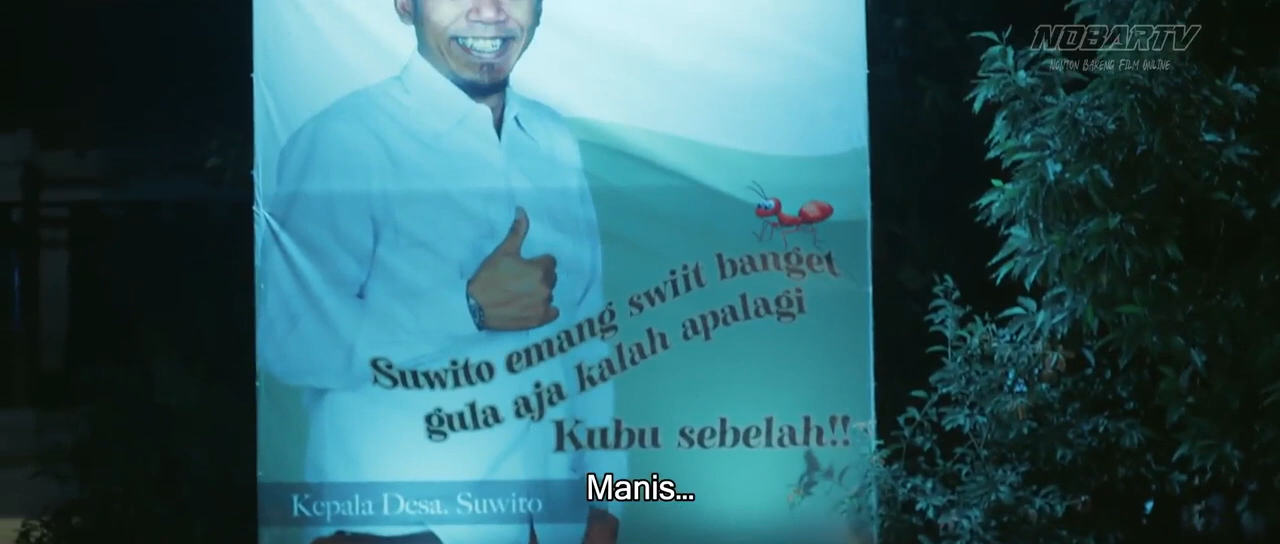 NOBARTV
NONTON BARENG FILM ONLINE
Suwito emang swiit banget
gula aja kalah apalagi
Kubu sebelah!!
Kepala Desa. Suwito
Manis...